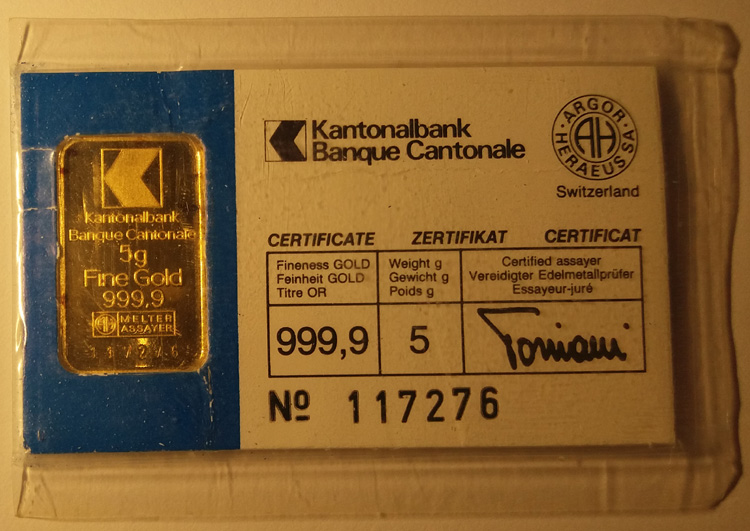 Kantonalbank
Banque Cantonale
5g
Fine Gold
999,9
AH MELTER
ASSAYER
117276
Kantonalbank
Banque Cantonale
·ARGOR·
AH
HERAEUS SA
Switzerland
CERTIFICATE ZERTIFIKAT CERTIFICAT
Fineness GOLD
Feinheit GOLD
Titre OR
Weight g
Gewicht g
Poids g
Certified assayer
Vereidigter Edelmetallprüfer
Essayeur-juré
999,9
5
Nº 117276